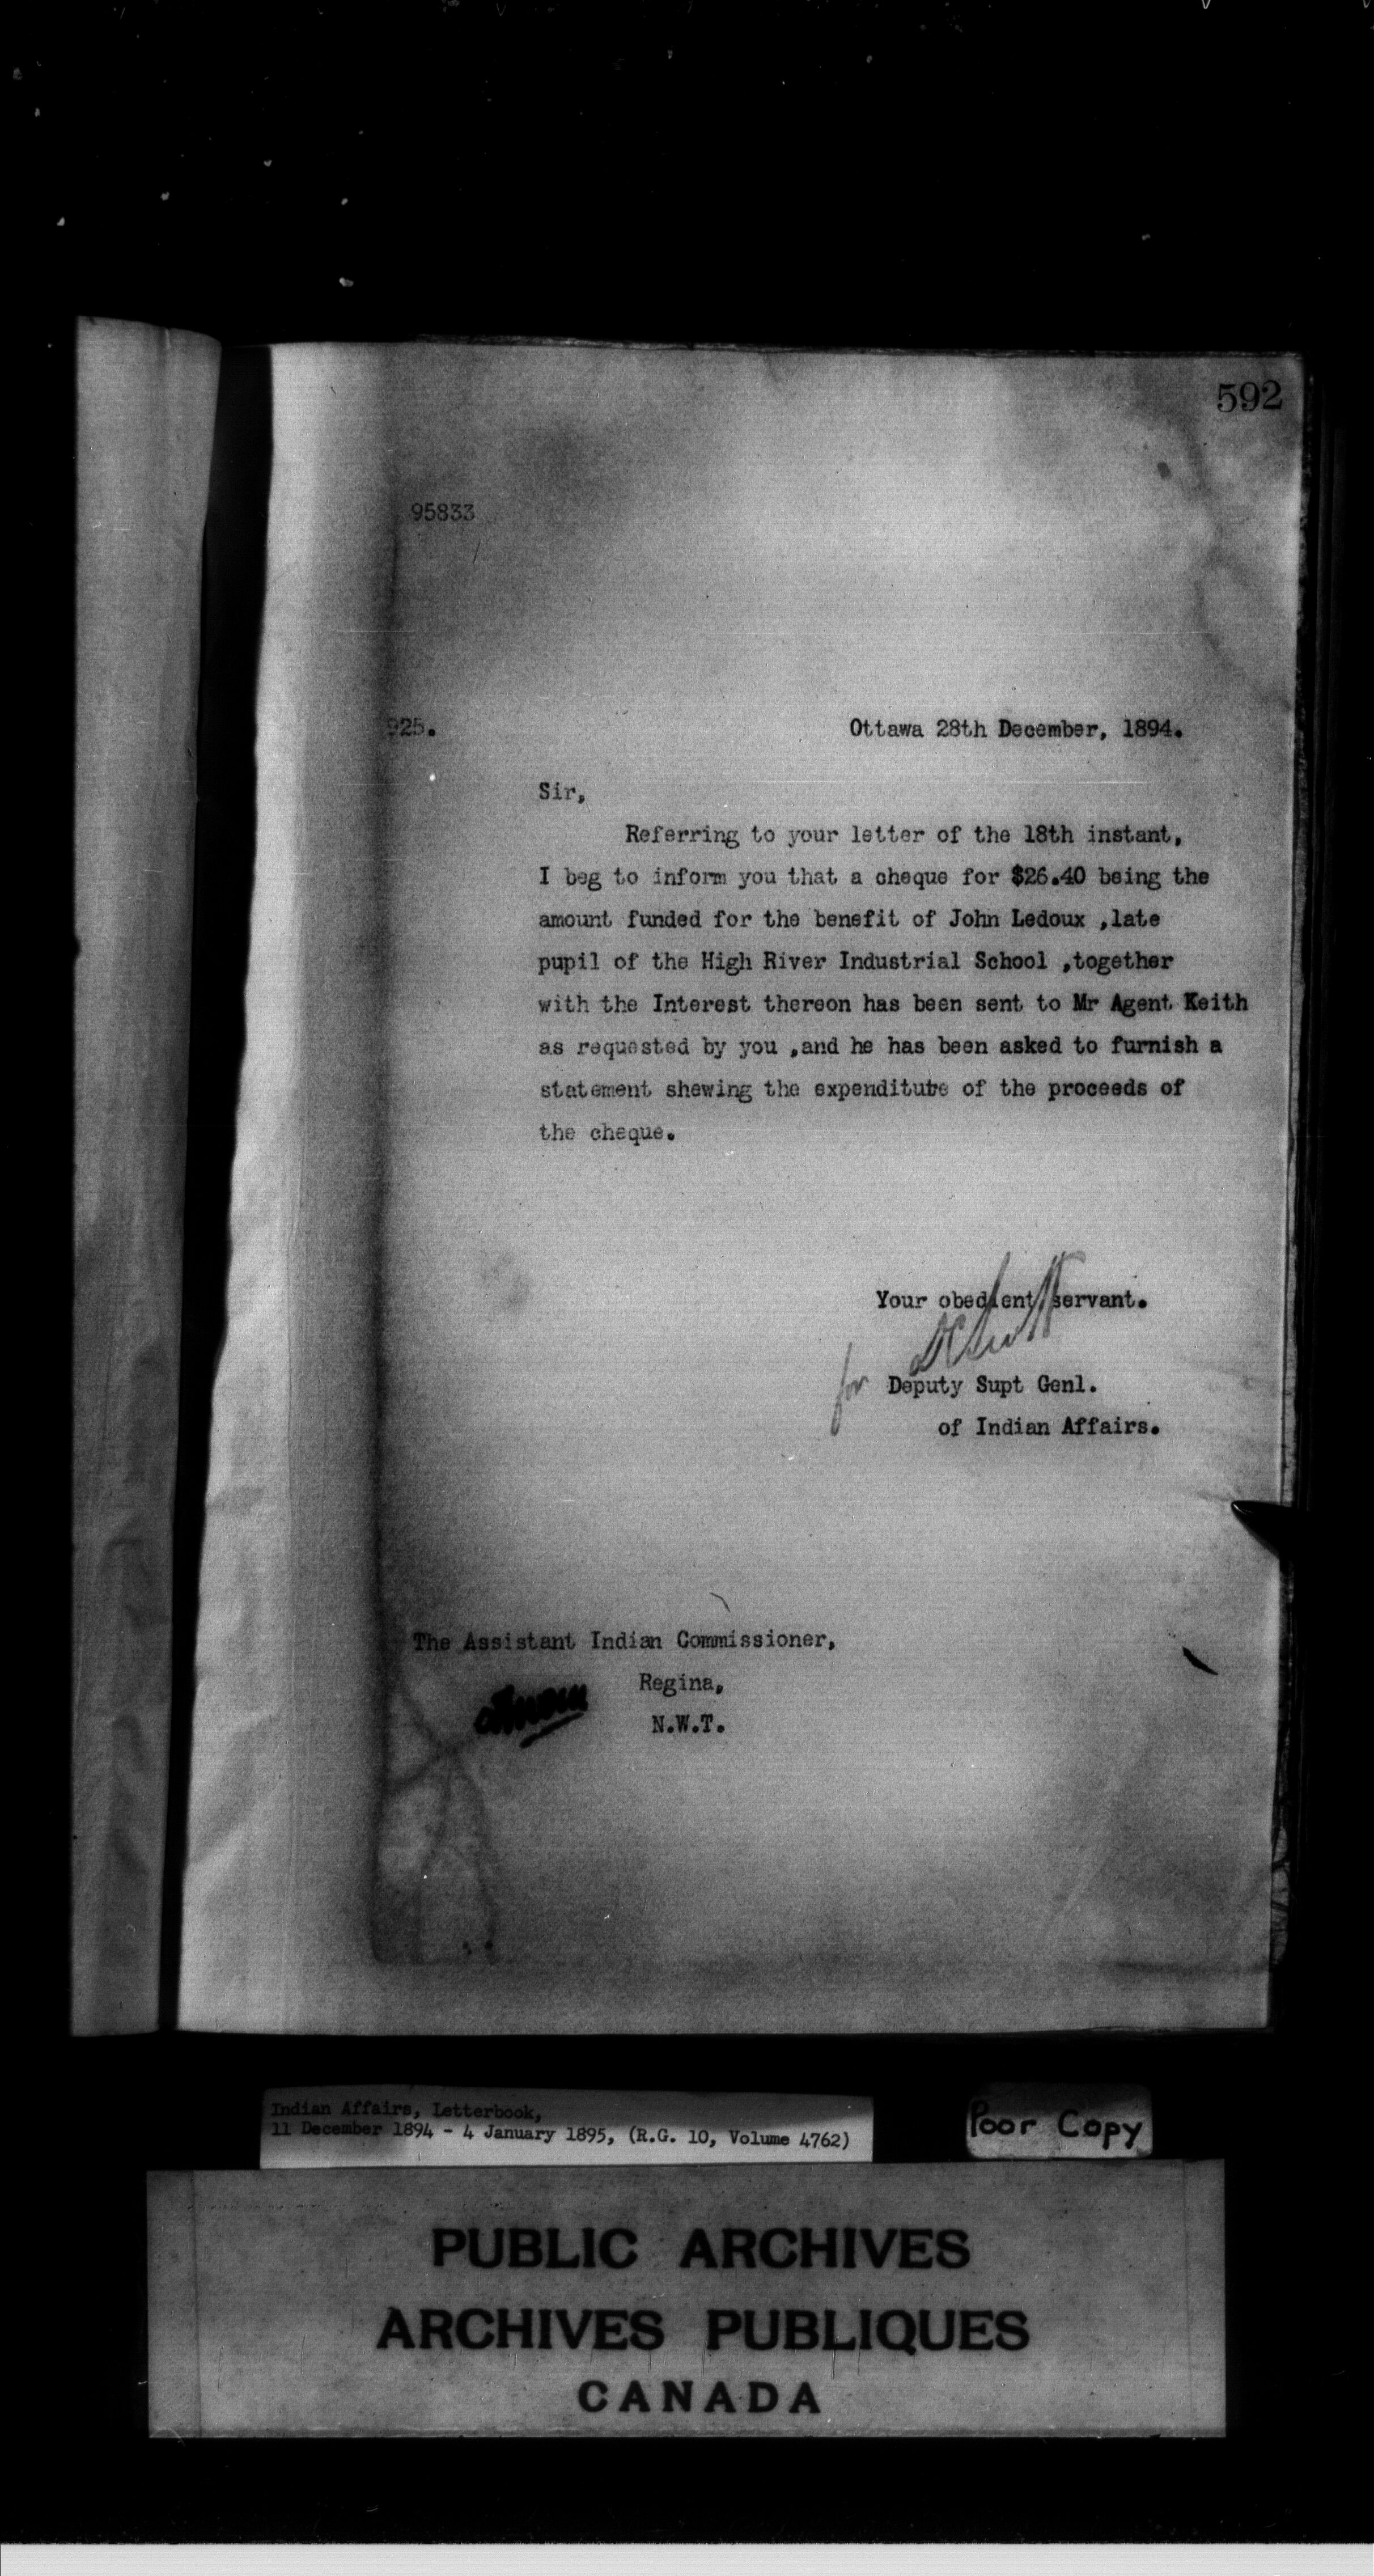 592
95833
925.
Ottawa 28th December, 1894.
Sir,
Referring to your letter of the 18th instant,
I beg to inform you that a cheque for $26.40 being the
amount funded for the benefit of John Ledoux ,late
pupil of the High River Industrial School ,together
with the Interest thereon has been sent to Mr Agent Keith
as requested by you ,and he has been asked to furnish a
statement shewing the expenditure of the proceeds of
the cheque.
Your obedient servant.
for Deputy Supt Genl.
of Indian Affairs.
The Assistant Indian Commissioner,
Regina,
N.W.T.
Indian Affairs, Letterbook,
11 December 1894 - 4 January 1895, (R.G. 10, Volume 4762)
Poor Copy
PUBLIC ARCHIVES
ARCHIVES PUBLIQUES
CANADA